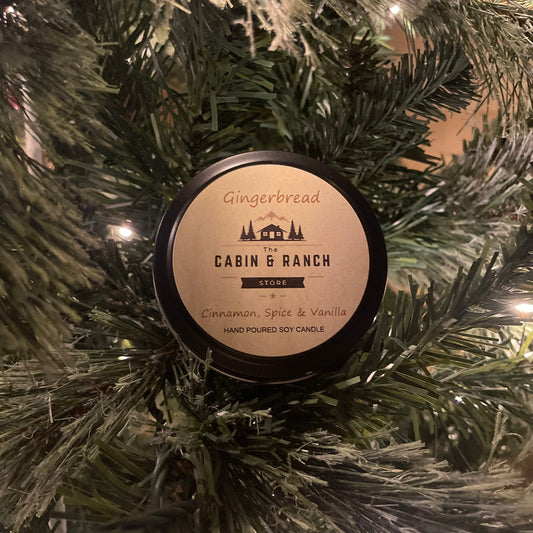 Gingerbread
The
CABIN & RANCH
STORE
Cinnamon, Spice & Vanilla
HAND POURED SOY CANDLE